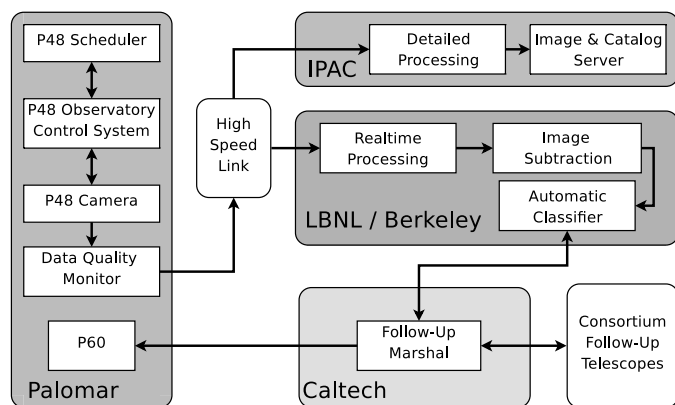 P48 Scheduler
P48 Observatory
Control System
P48 Camera
Data Quality
Monitor
P60
Palomar
High
Speed
Link
Detailed
Processing
Image & Catalog
Server
IPAC
Realtime
Processing
Image
Subtraction
Automatic
Classifier
LBNL / Berkeley
Follow-Up
Marshal
Caltech
Consortium
Follow-Up
Telescopes